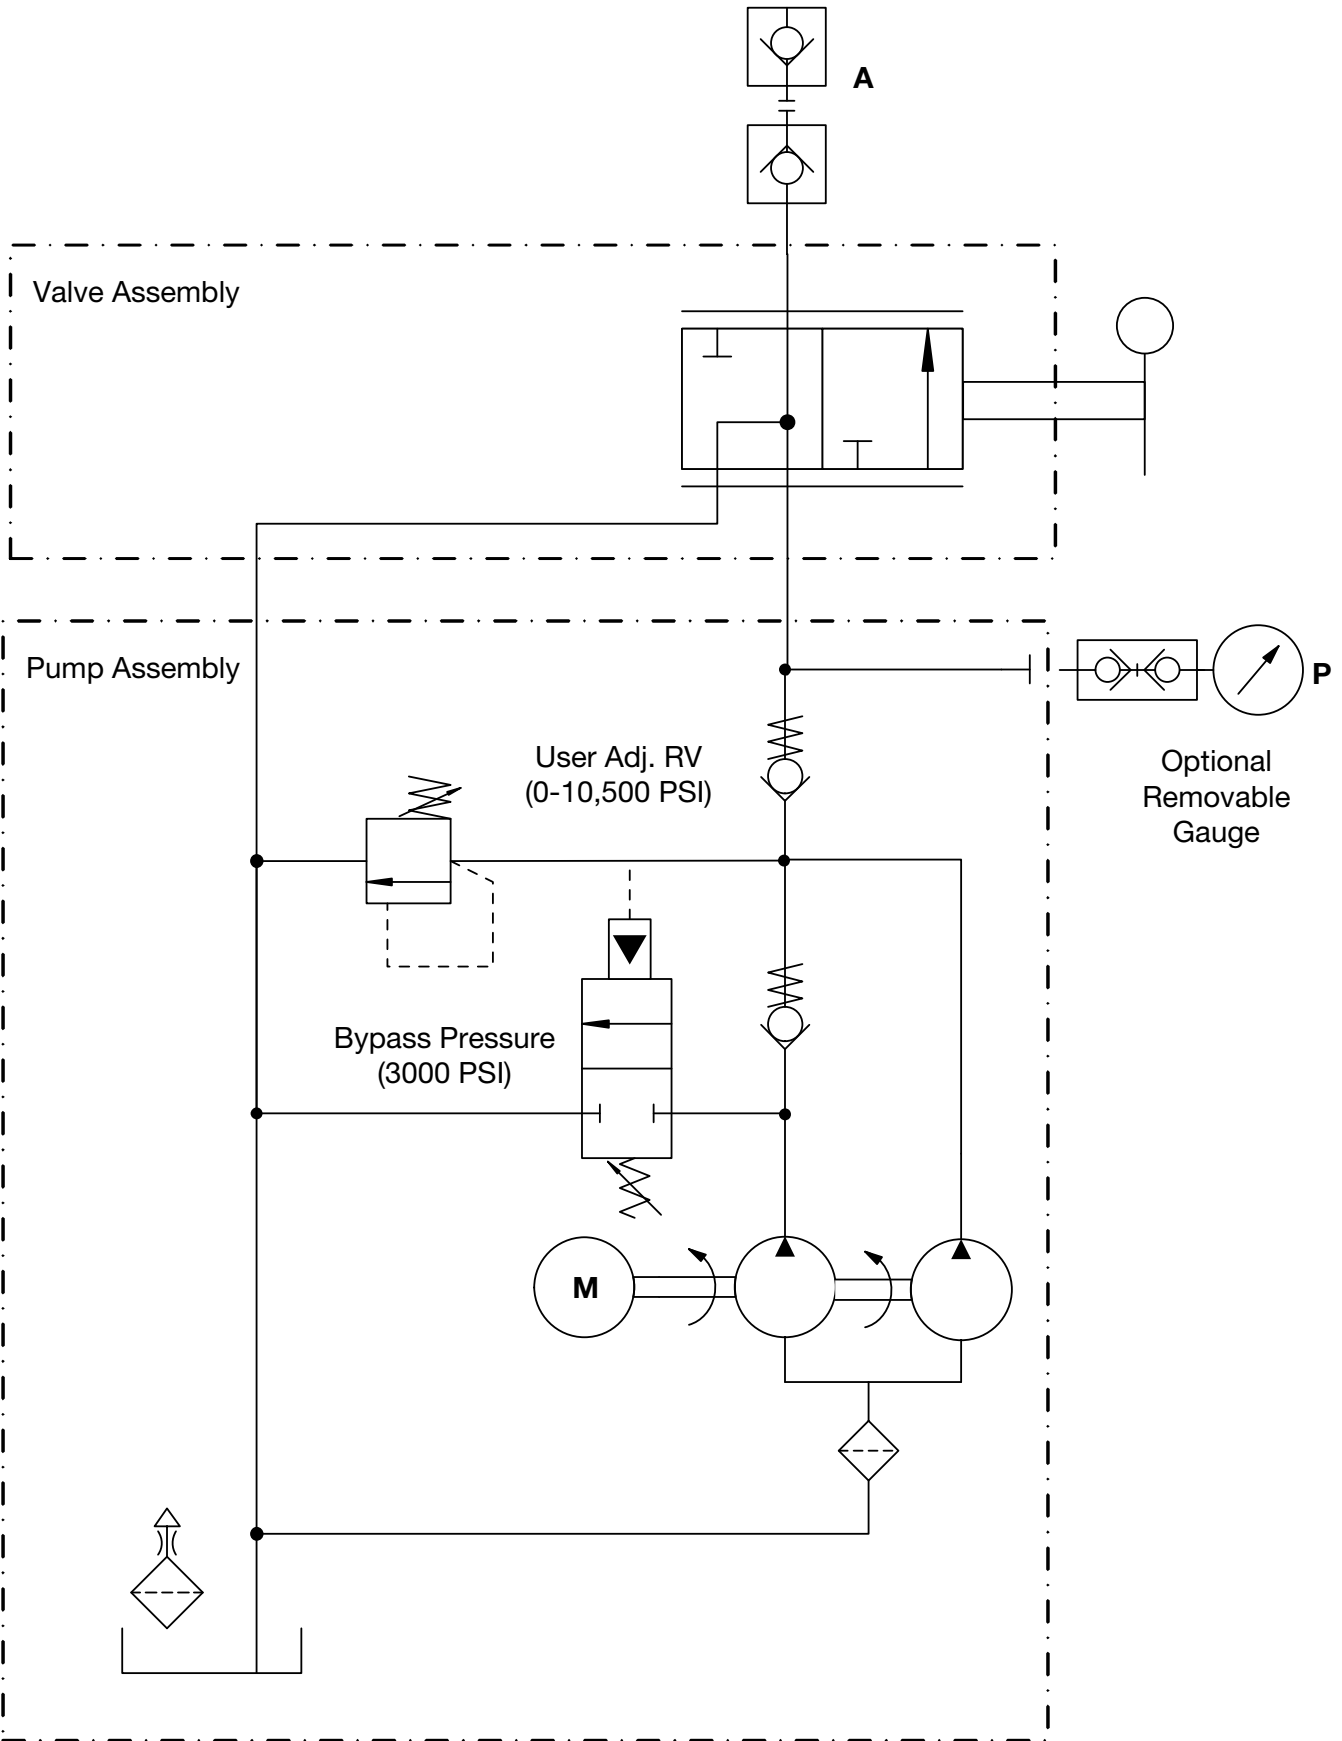 A
Valve Assembly
Pump Assembly
P
User Adj. RV
(0-10,500 PSI)
Optional
Removable
Gauge
Bypass Pressure
(3000 PSI)
M